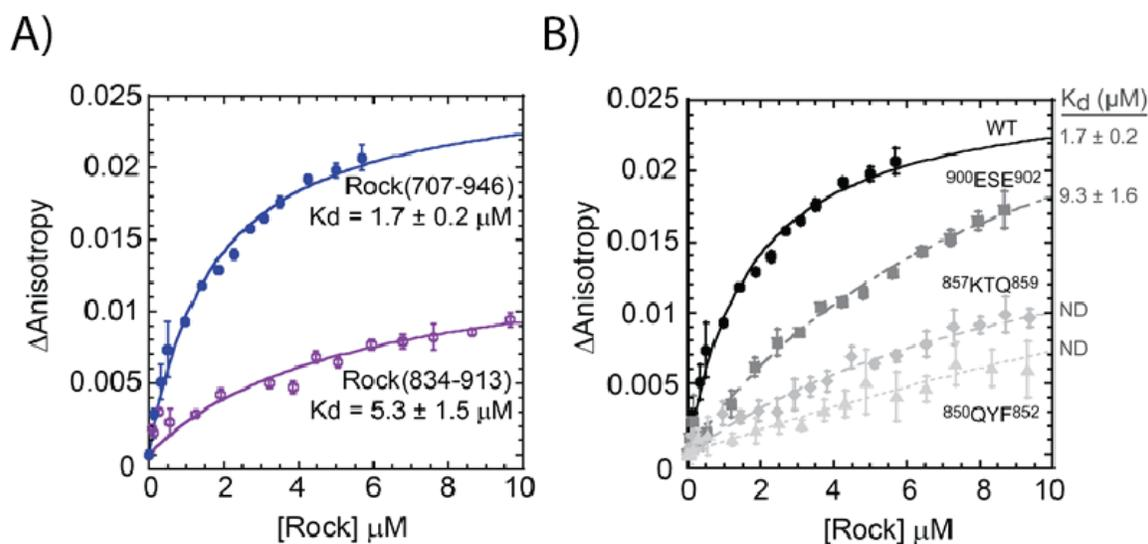 A)
0.025
0.02
0.015
0.01
0.005
0
ΔAnisotropy
Rock(707-946)
Kd = 1.7 ± 0.2 μM
Rock(834-913)
Kd = 5.3 ± 1.5 μM
0 2 4 6 8 10
[Rock] μM
B)
0.025
0.02
0.015
0.01
0.005
0
ΔAnisotropy
Kd (μM)
WT
1.7 ± 0.2
⁹⁰⁰ESE⁹⁰²
9.3 ± 1.6
⁸⁵⁷KTQ⁸⁵⁹
ND
ND
⁸⁵⁰QYF⁸⁵²
0 2 4 6 8 10
[Rock] μM